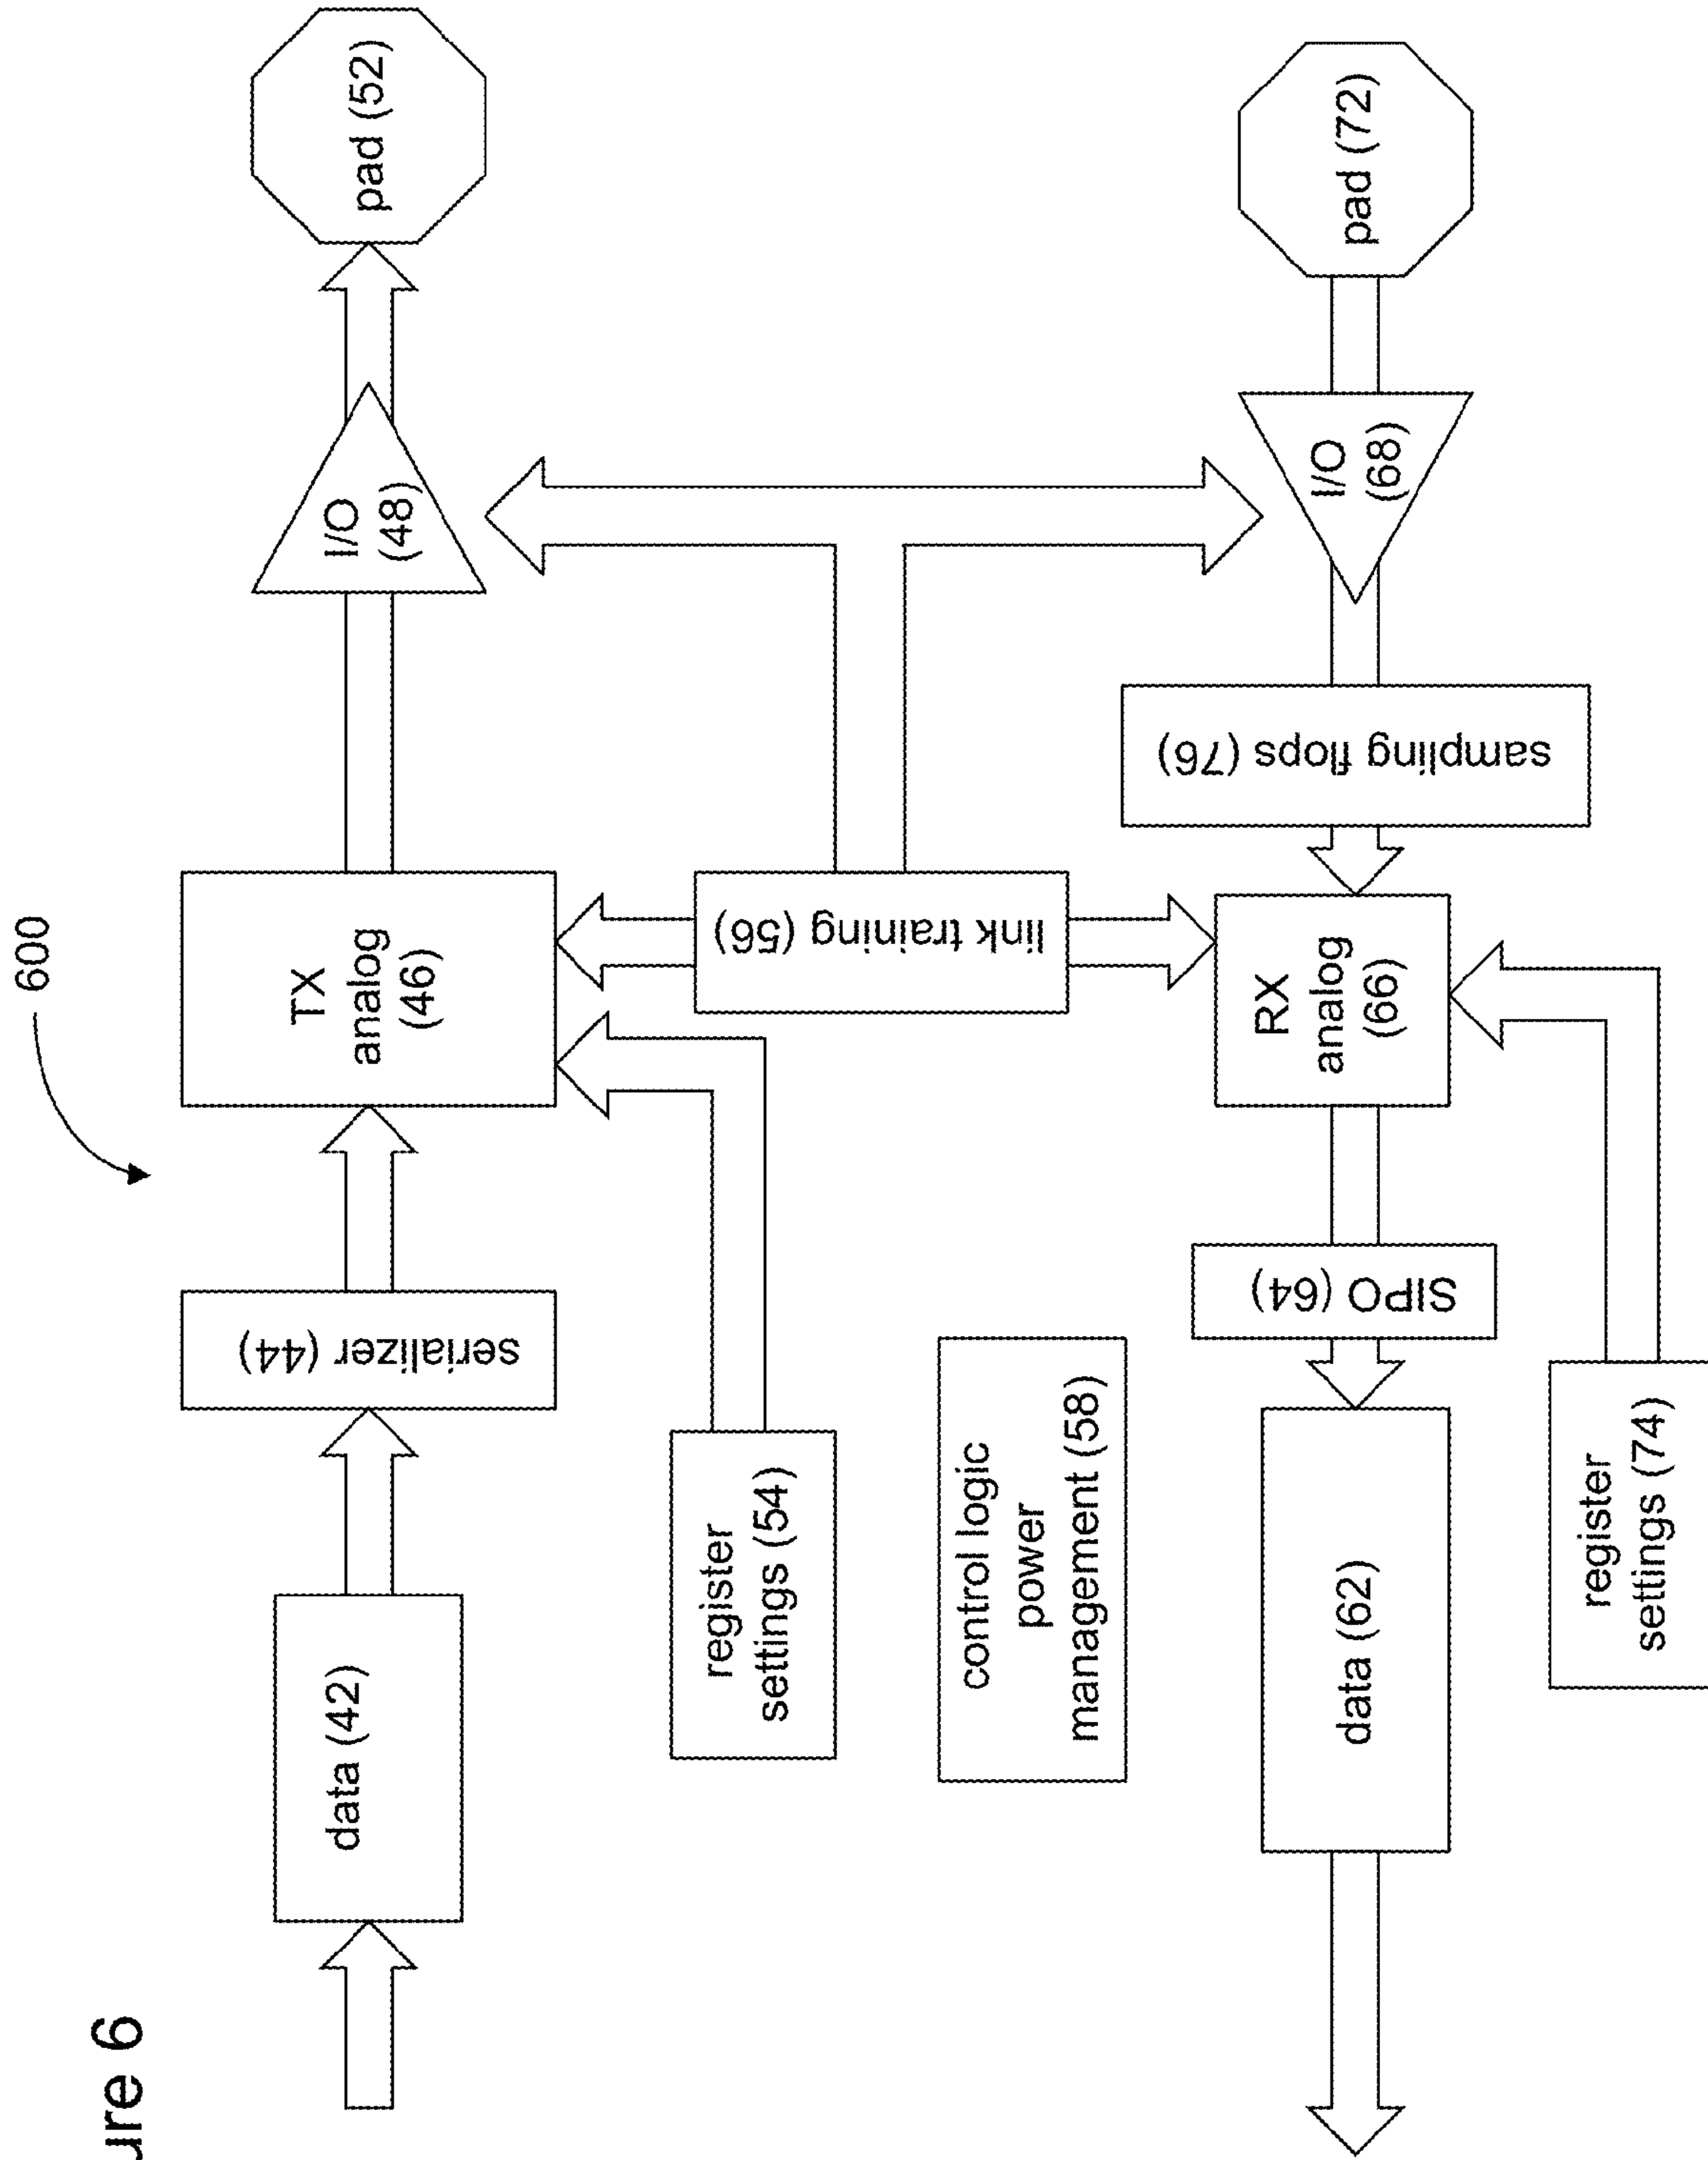 ure 6
600
data (42)
serializer (44)
TX
analog
(46)
I/O
(48)
pad (52)
register
settings (54)
link training (56)
control logic
power
management (58)
data (62)
SIPO (64)
RX
analog
(66)
sampling flops (76)
I/O
(68)
pad (72)
register
settings (74)